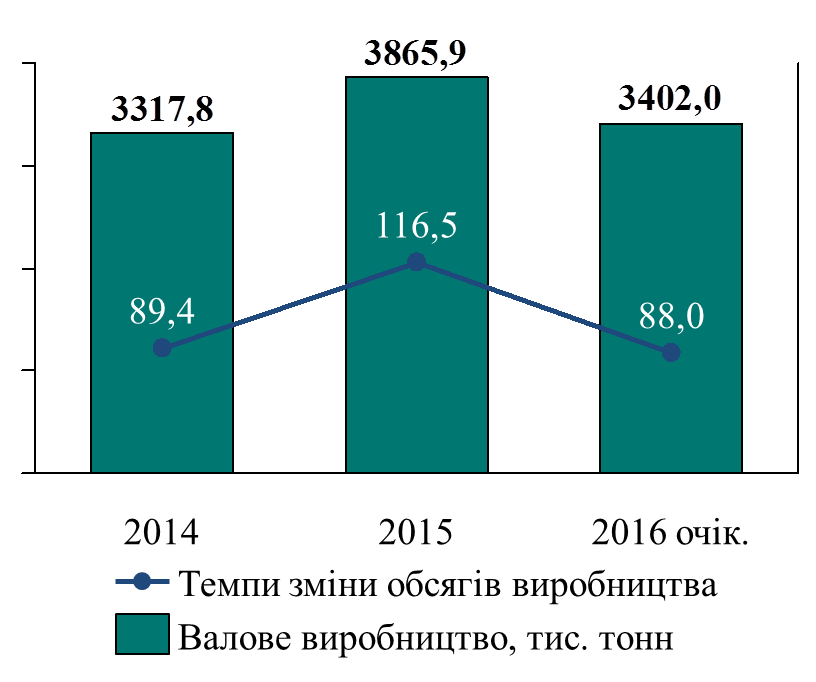 3865,9
3402,0
3317,8
116,5
89,4
88,0
2014
2015
2016 очік.
Темпи зміни обсягів виробництва
Валове виробництво, тис. тонн